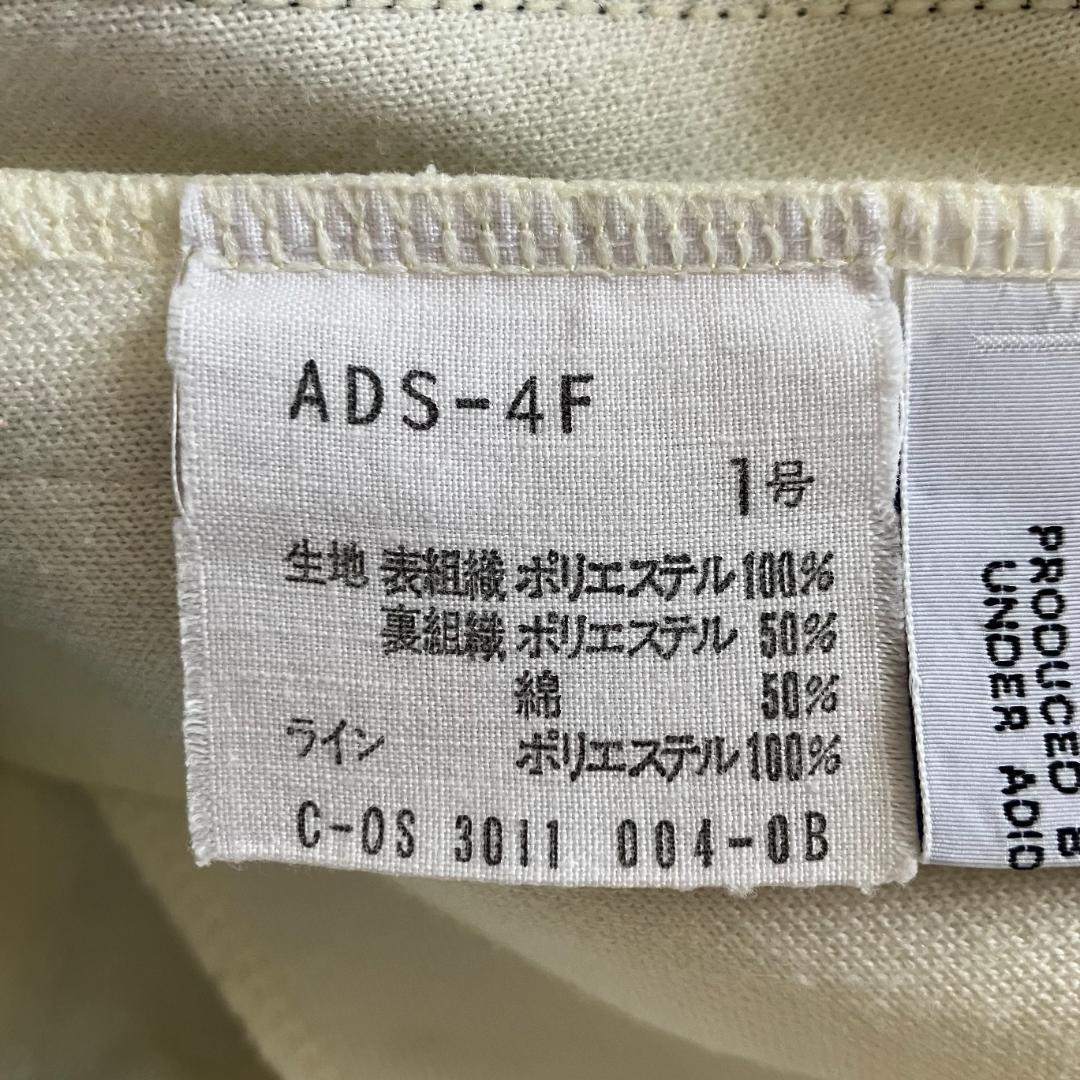 ADS-4F
1号
生地 表組織 ポリエステル 100%
裏組織 ポリエステル 50%
綿 50%
ライン ポリエステル 100%
C-OS 3011 004-0B
PRODUCED B
UNDER ADID